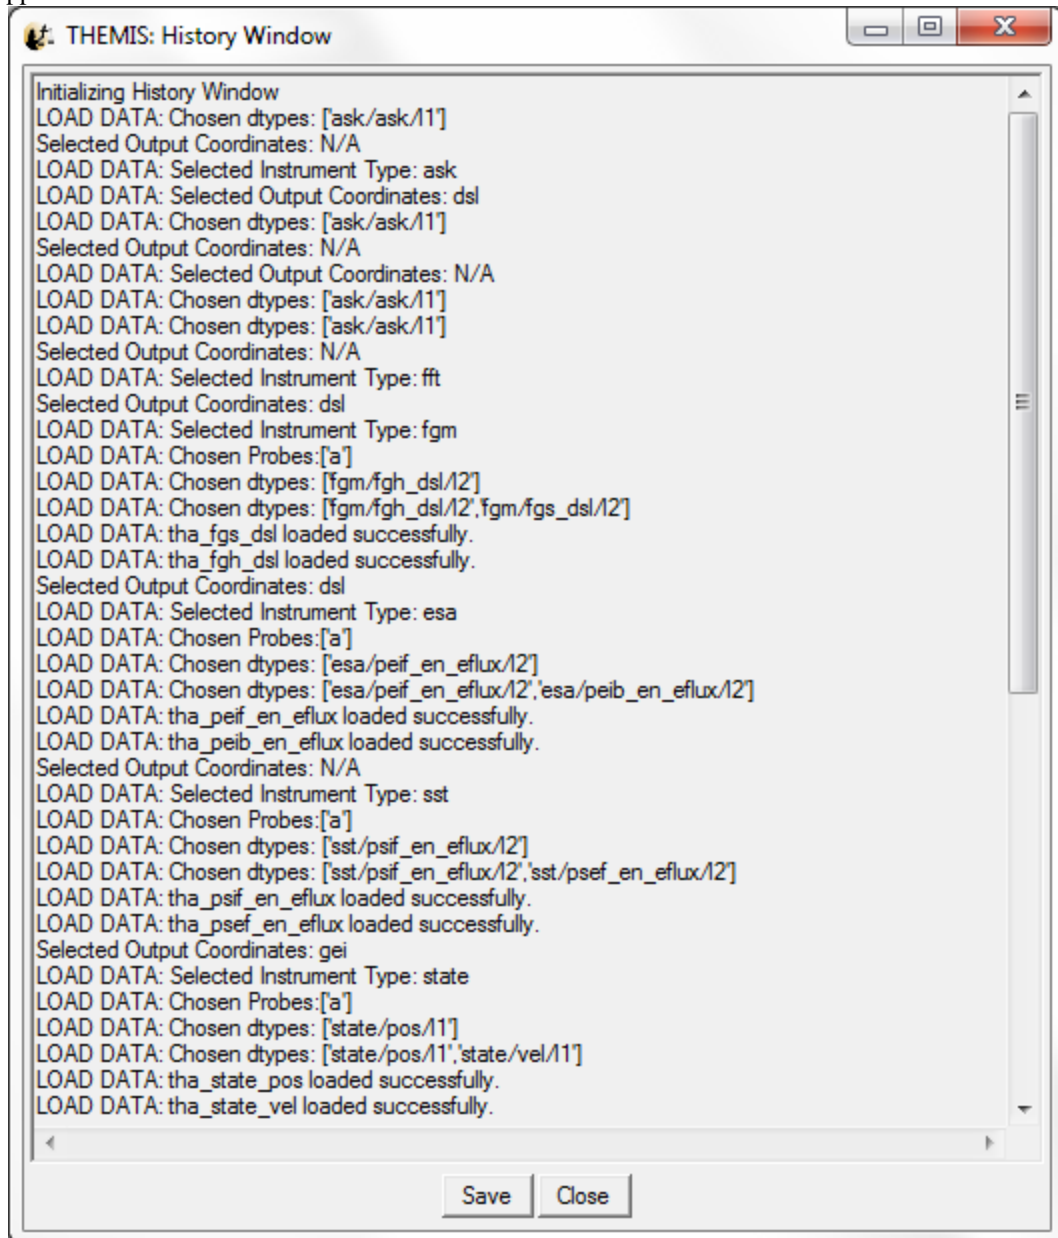 pp
THEMIS: History Window
Initializing History Window
LOAD DATA: Chosen dtypes: ['ask/ask/l1']
Selected Output Coordinates: N/A
LOAD DATA: Selected Instrument Type: ask
LOAD DATA: Selected Output Coordinates: dsl
LOAD DATA: Chosen dtypes: ['ask/ask/l1']
Selected Output Coordinates: N/A
LOAD DATA: Selected Output Coordinates: N/A
LOAD DATA: Chosen dtypes: ['ask/ask/l1']
LOAD DATA: Chosen dtypes: ['ask/ask/l1']
Selected Output Coordinates: N/A
LOAD DATA: Selected Instrument Type: fft
Selected Output Coordinates: dsl
LOAD DATA: Selected Instrument Type: fgm
LOAD DATA: Chosen Probes:['a']
LOAD DATA: Chosen dtypes: ['fgm/fgh_dsl/l2']
LOAD DATA: Chosen dtypes: ['fgm/fgh_dsl/l2','fgm/fgs_dsl/l2']
LOAD DATA: tha_fgs_dsl loaded successfully.
LOAD DATA: tha_fgh_dsl loaded successfully.
Selected Output Coordinates: dsl
LOAD DATA: Selected Instrument Type: esa
LOAD DATA: Chosen Probes:['a']
LOAD DATA: Chosen dtypes: ['esa/peif_en_eflux/l2']
LOAD DATA: Chosen dtypes: ['esa/peif_en_eflux/l2','esa/peib_en_eflux/l2']
LOAD DATA: tha_peif_en_eflux loaded successfully.
LOAD DATA: tha_peib_en_eflux loaded successfully.
Selected Output Coordinates: N/A
LOAD DATA: Selected Instrument Type: sst
LOAD DATA: Chosen Probes:['a']
LOAD DATA: Chosen dtypes: ['sst/psif_en_eflux/l2']
LOAD DATA: Chosen dtypes: ['sst/psif_en_eflux/l2','sst/psef_en_eflux/l2']
LOAD DATA: tha_psif_en_eflux loaded successfully.
LOAD DATA: tha_psef_en_eflux loaded successfully.
Selected Output Coordinates: gei
LOAD DATA: Selected Instrument Type: state
LOAD DATA: Chosen Probes:['a']
LOAD DATA: Chosen dtypes: ['state/pos/l1']
LOAD DATA: Chosen dtypes: ['state/pos/l1','state/vel/l1']
LOAD DATA: tha_state_pos loaded successfully.
LOAD DATA: tha_state_vel loaded successfully.
Save Close